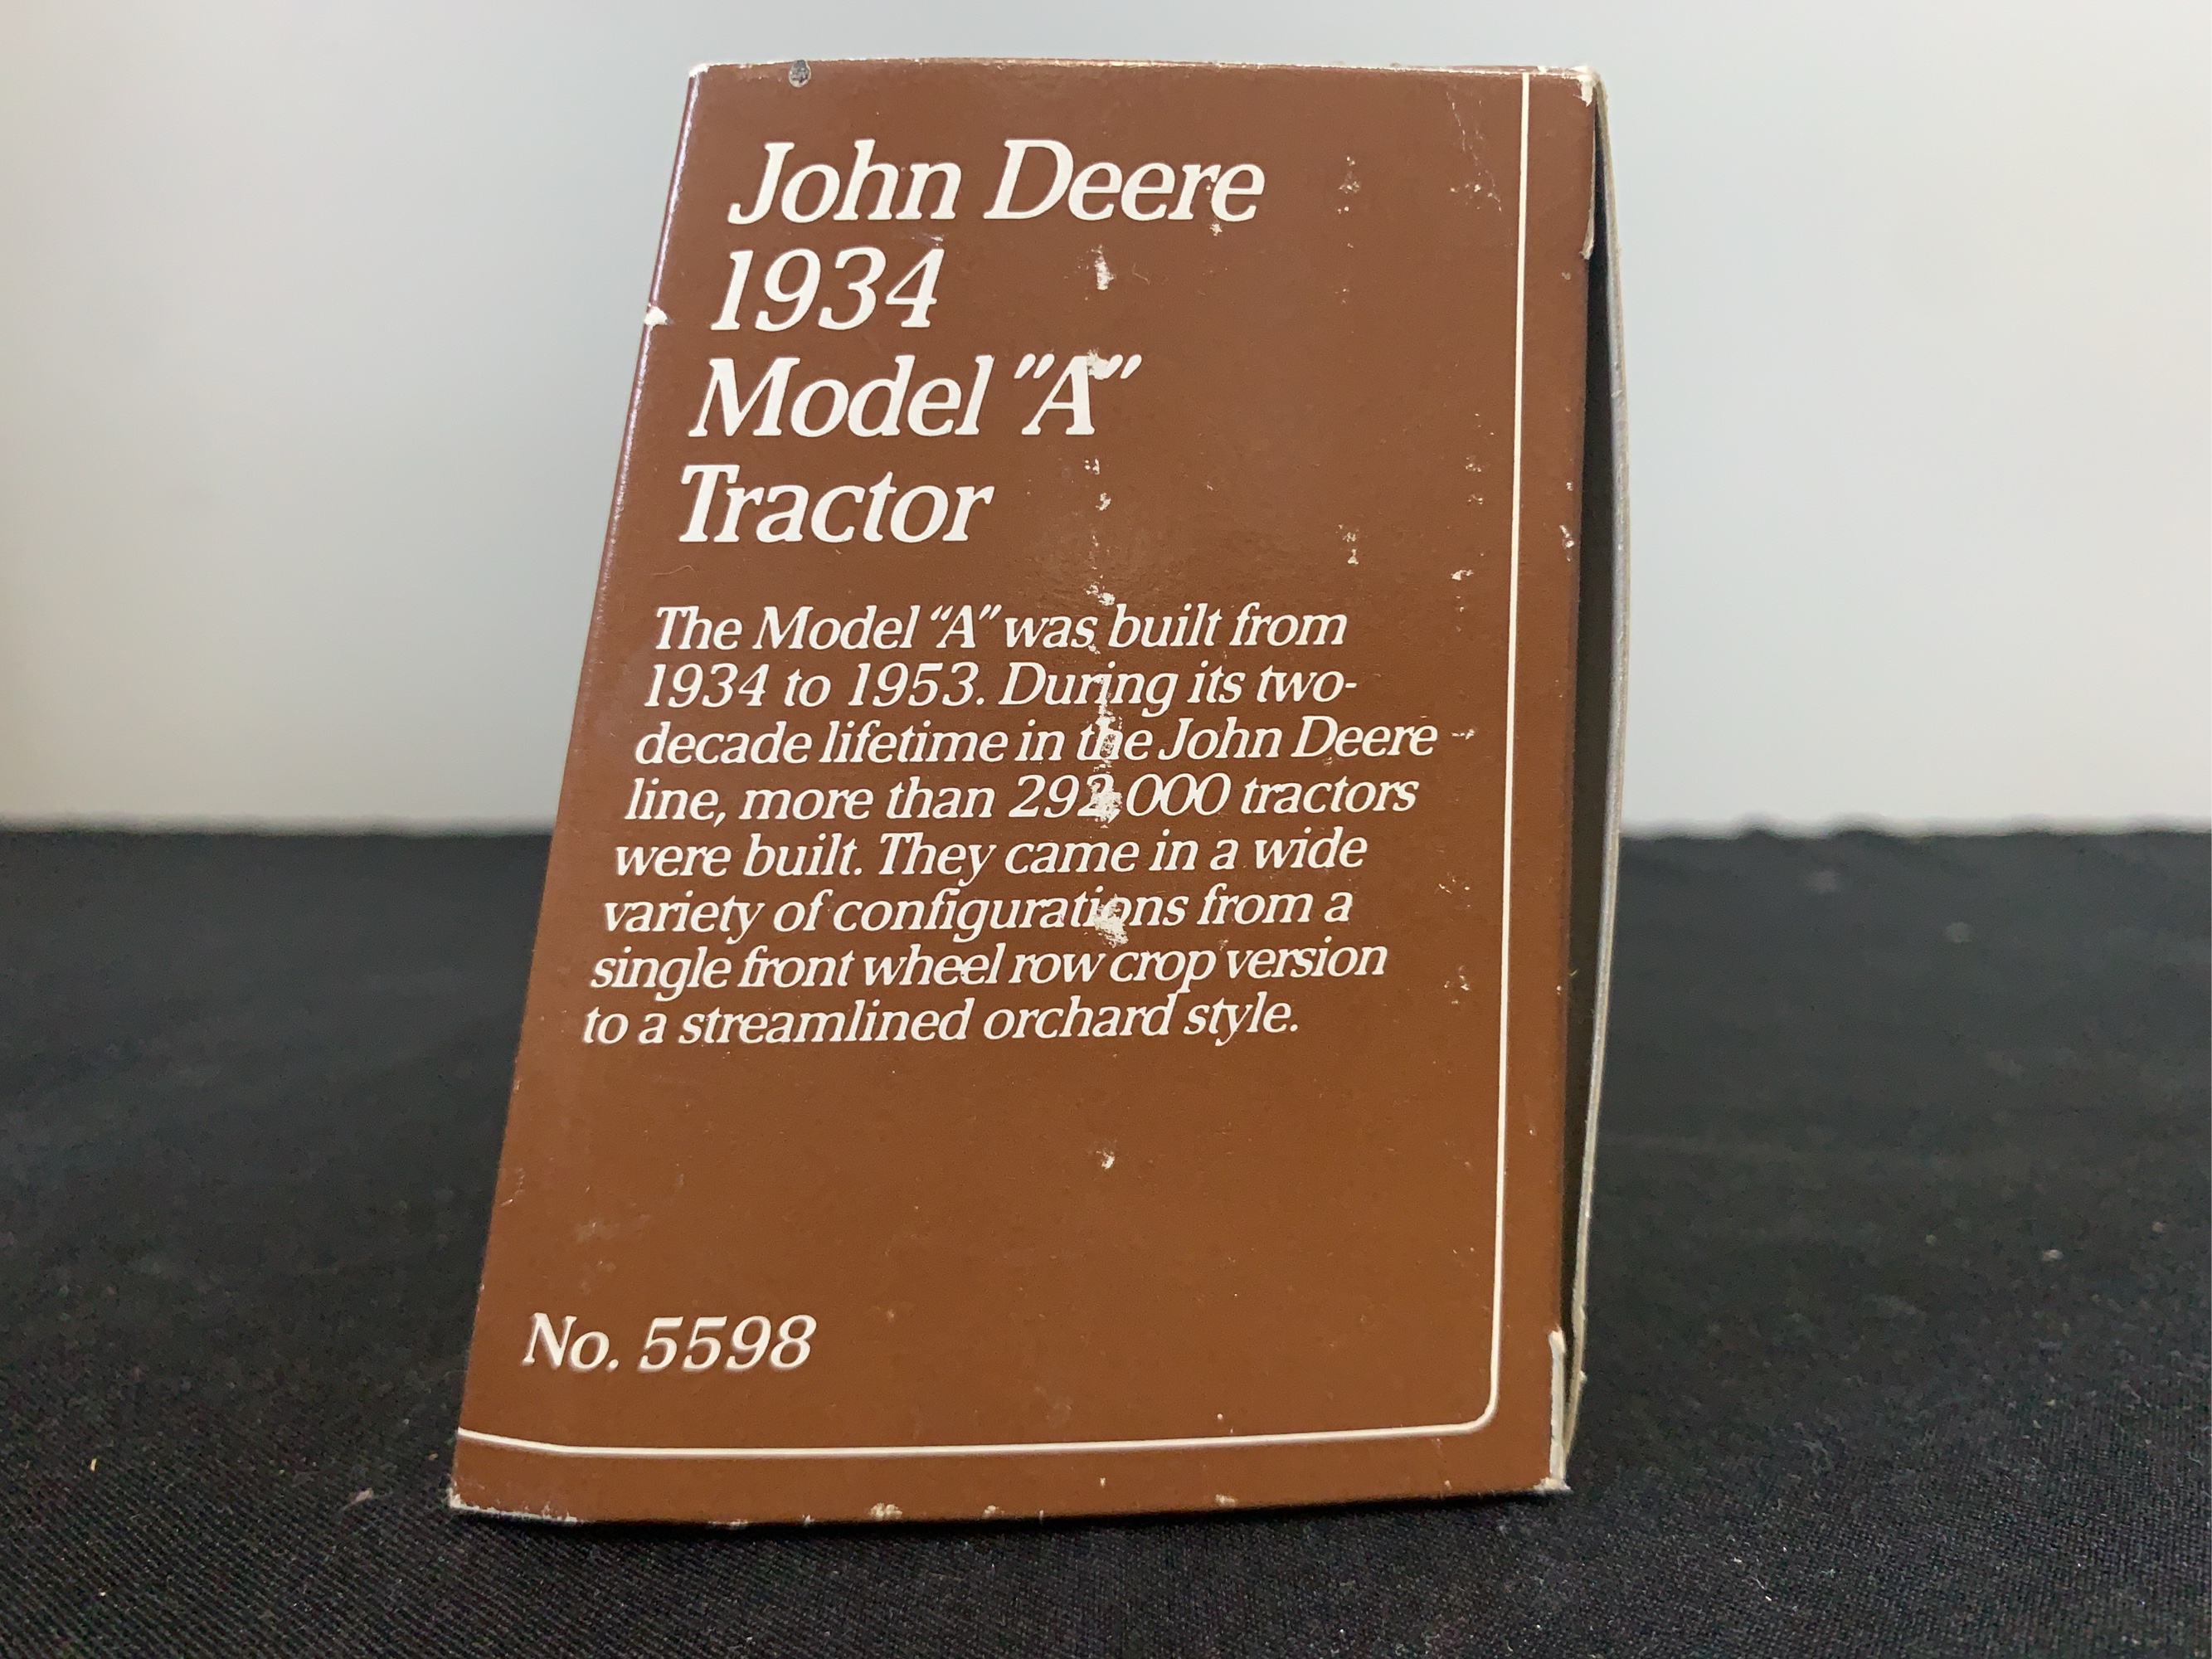 John Deere
1934
Model "A"
Tractor
The Model "A" was built from
1934 to 1953. During its two-
decade lifetime in the John Deere
line, more than 292,000 tractors
were built. They came in a wide
variety of configurations from a
single front wheel row crop version
to a streamlined orchard style.
No. 5598